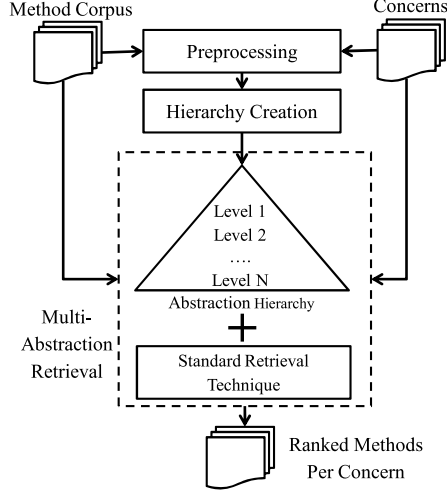 Method Corpus
Concerns
Preprocessing
Hierarchy Creation
Level 1
Level 2
....
Level N
Abstraction Hierarchy
+
Multi-
Abstraction
Retrieval
Standard Retrieval
Technique
Ranked Methods
Per Concern